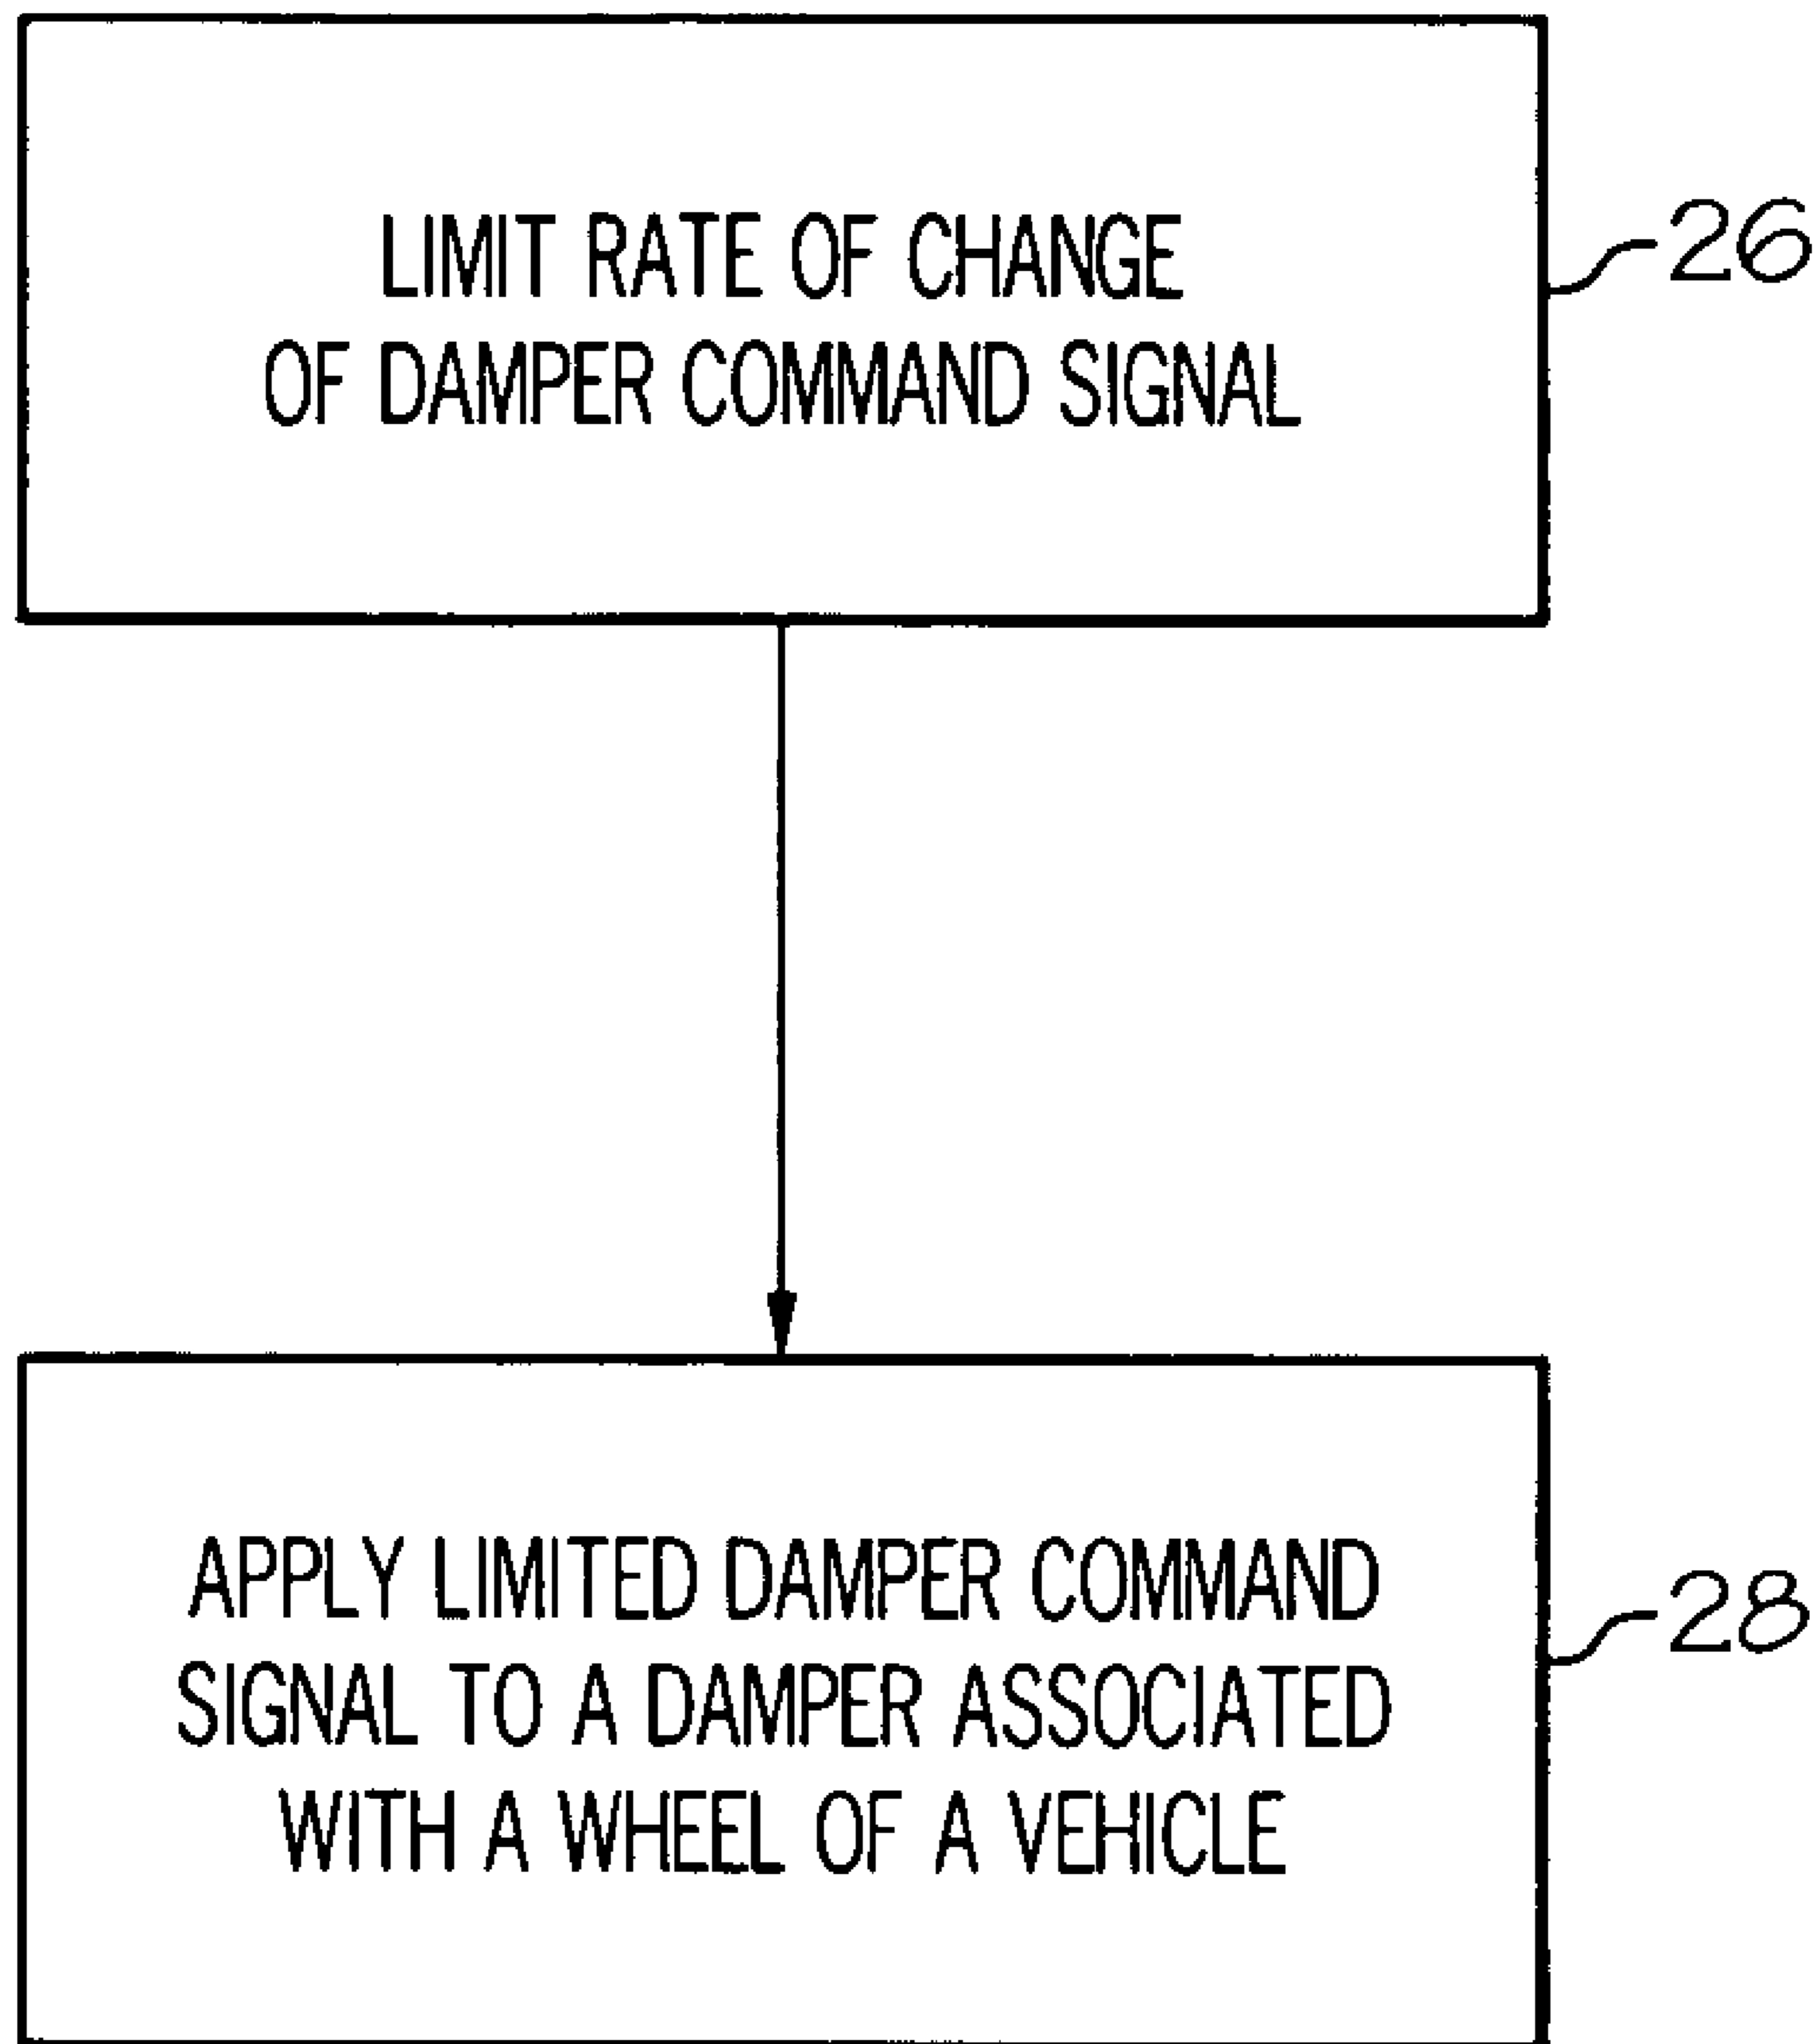 LIMIT RATE OF CHANGE
OF DAMPER COMMAND SIGNAL
26
APPLY LIMITED DAMPER COMMAND
SIGNAL TO A DAMPER ASSOCIATED
WITH A WHEEL OF A VEHICLE
28